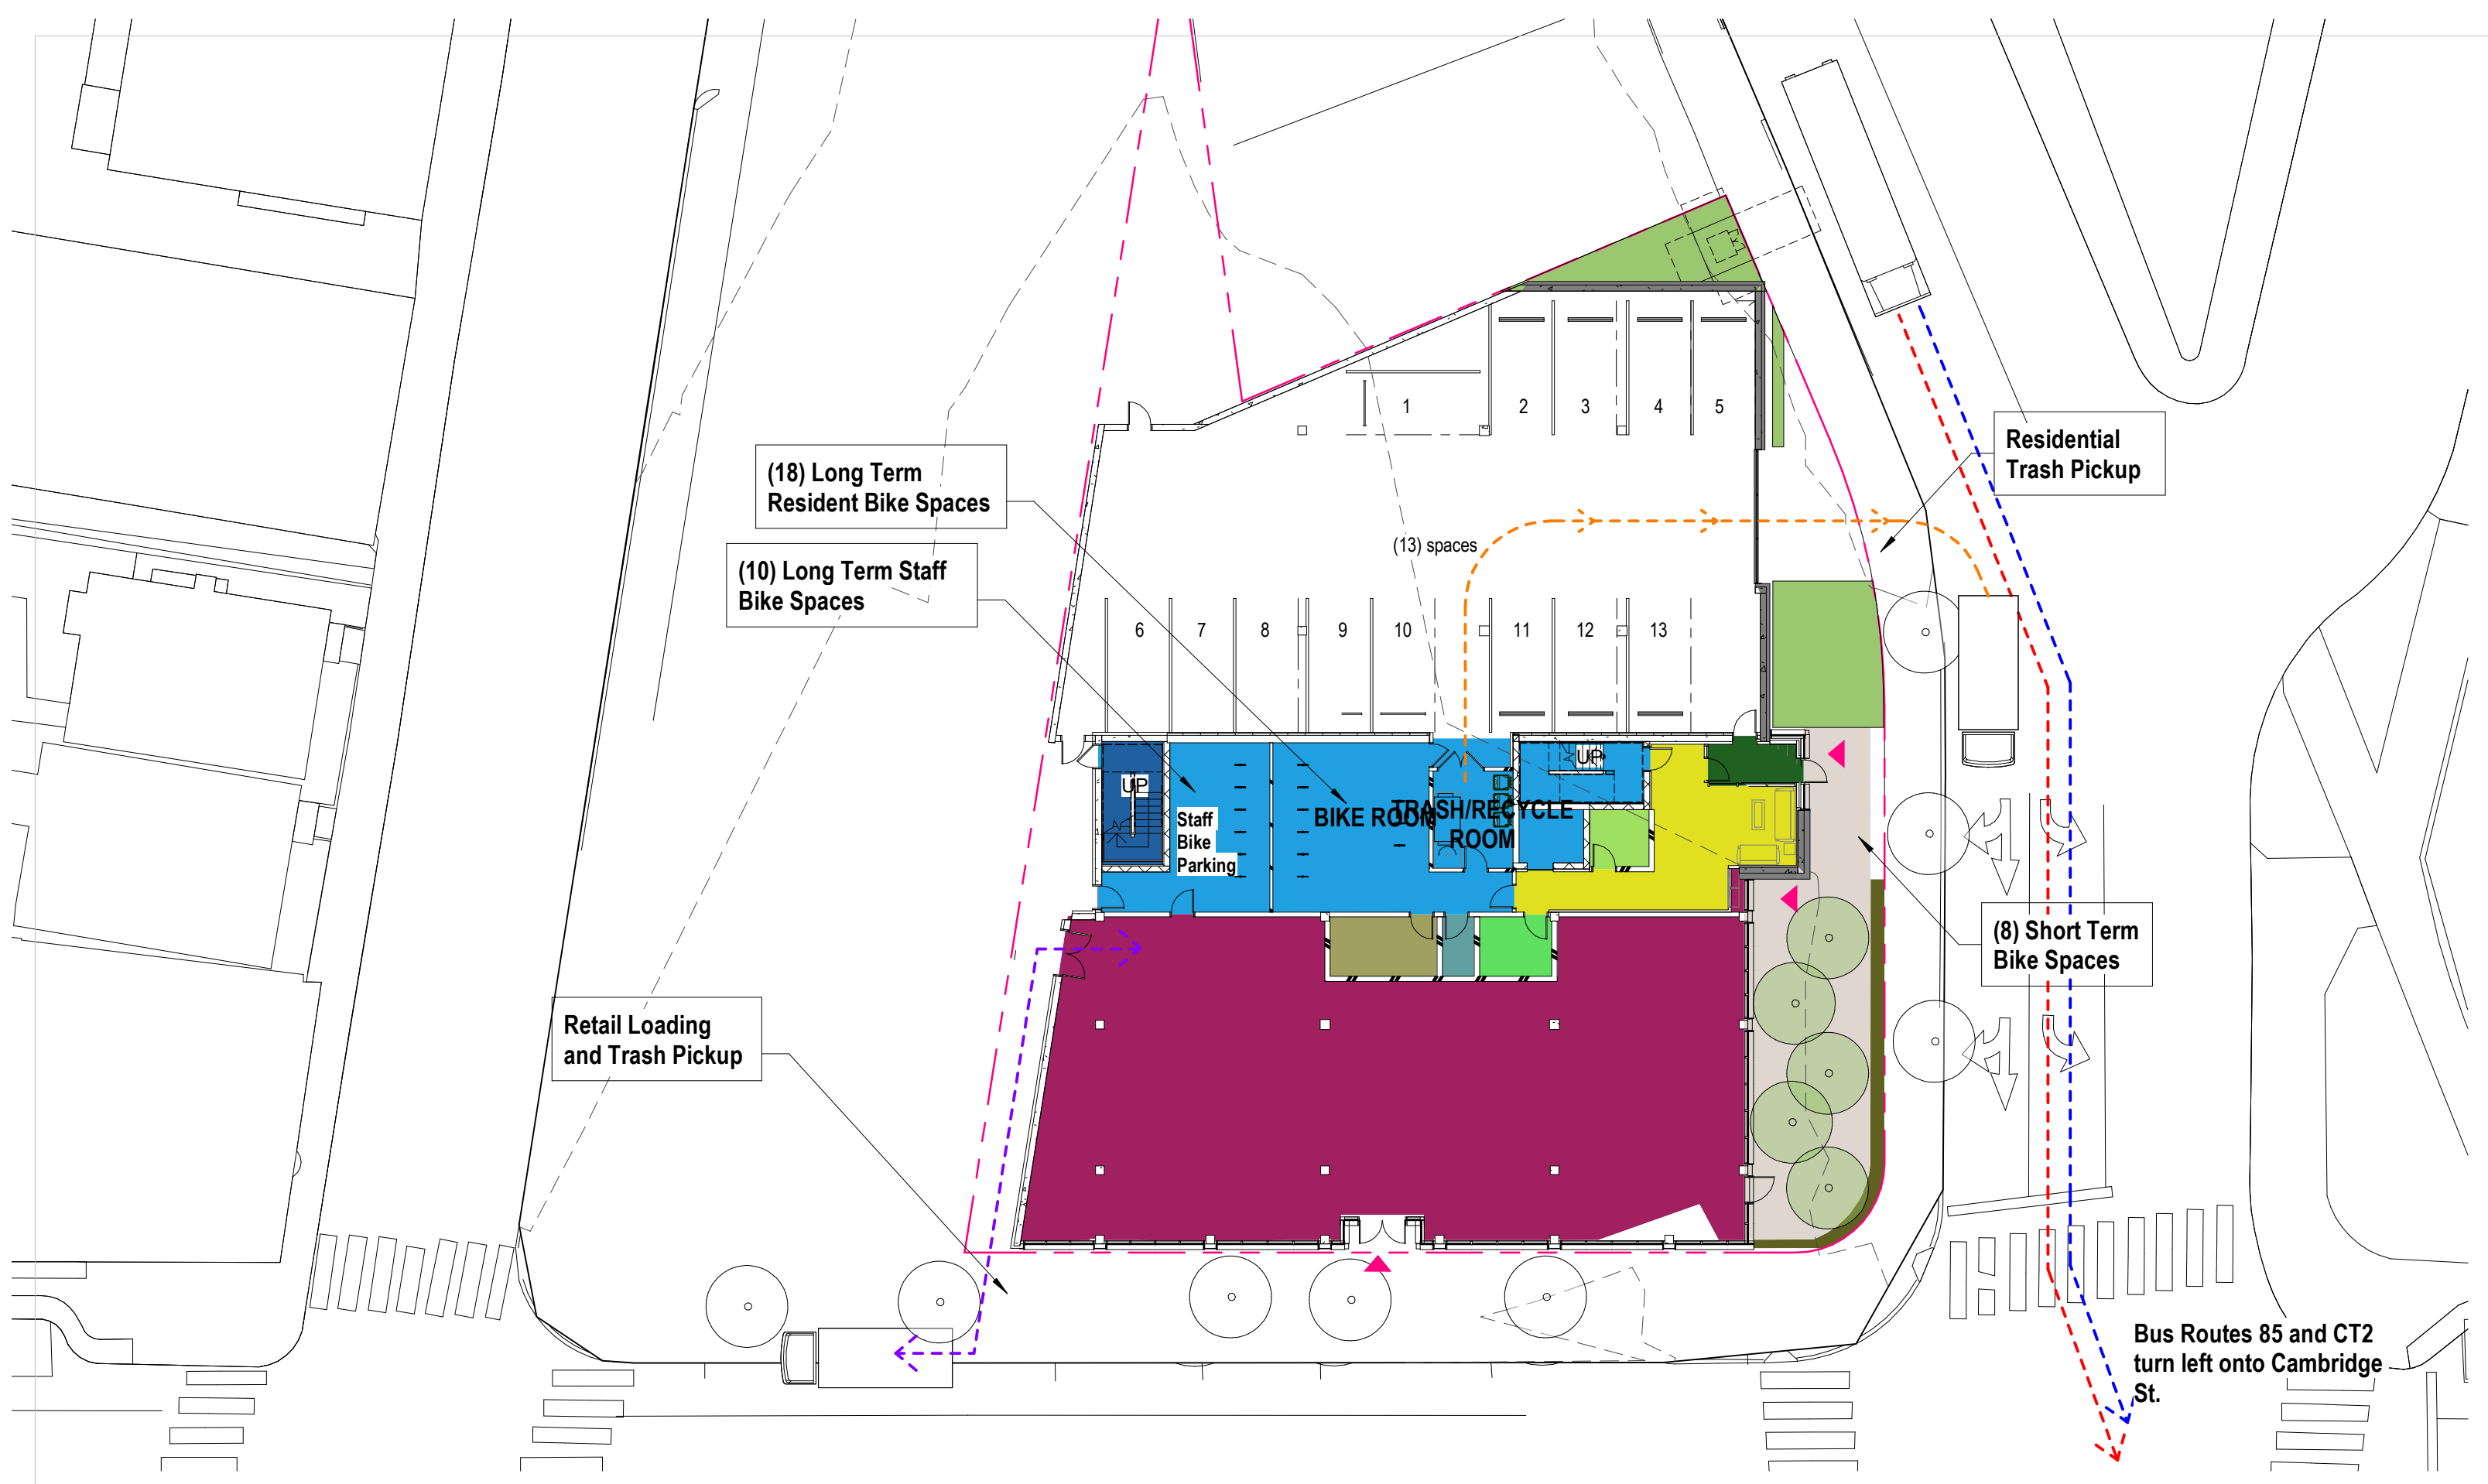 1
2
3
4
5
Residential
Trash Pickup
(18) Long Term
Resident Bike Spaces
(13) spaces
(10) Long Term Staff
Bike Spaces
6
7
8
9
10
11
12
13
UP
UP
Staff
Bike
Parking
BIKE ROOM
TRASH/RECYCLE
ROOM
(8) Short Term
Bike Spaces
Retail Loading
and Trash Pickup
Bus Routes 85 and CT2
turn left onto Cambridge
St.